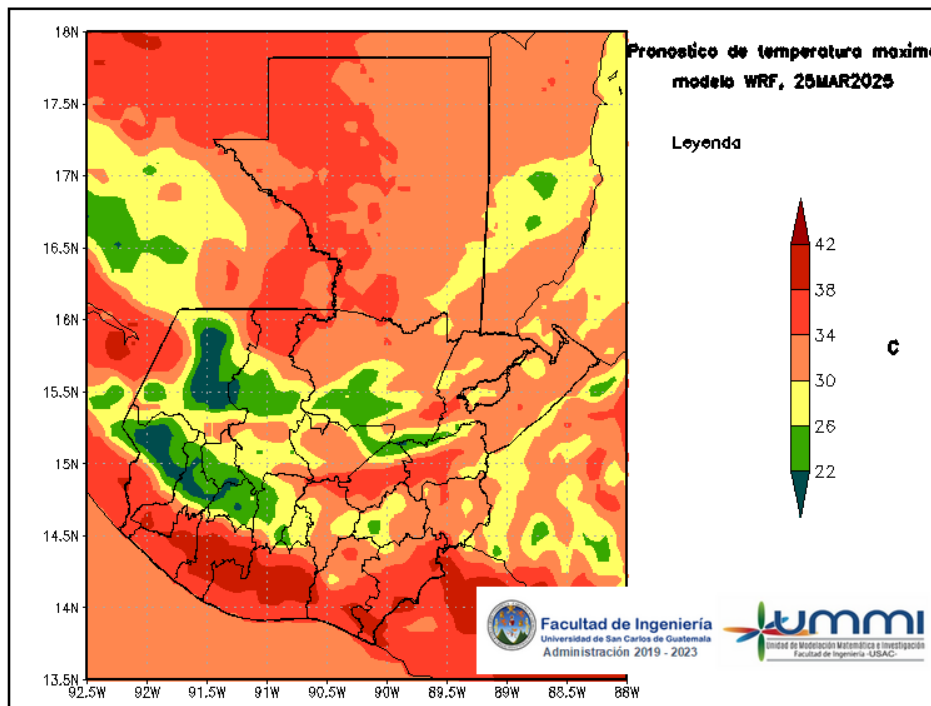 Pronostico de temperatura maxima
modelo WRF, 25MAR2025
Leyenda
42
38
34
30
26
22
C
18N
17.5N
17N
16.5N
16N
15.5N
15N
14.5N
14N
13.5N
92.5W
92W
91.5W
91W
90.5W
90W
89.5W
89W
88.5W
88W
Facultad de Ingeniería
Universidad de San Carlos de Guatemala
Administración 2019 - 2023
UMMI
Unidad de Modelación Matemática e Investigación
Facultad de Ingeniería -USAC-